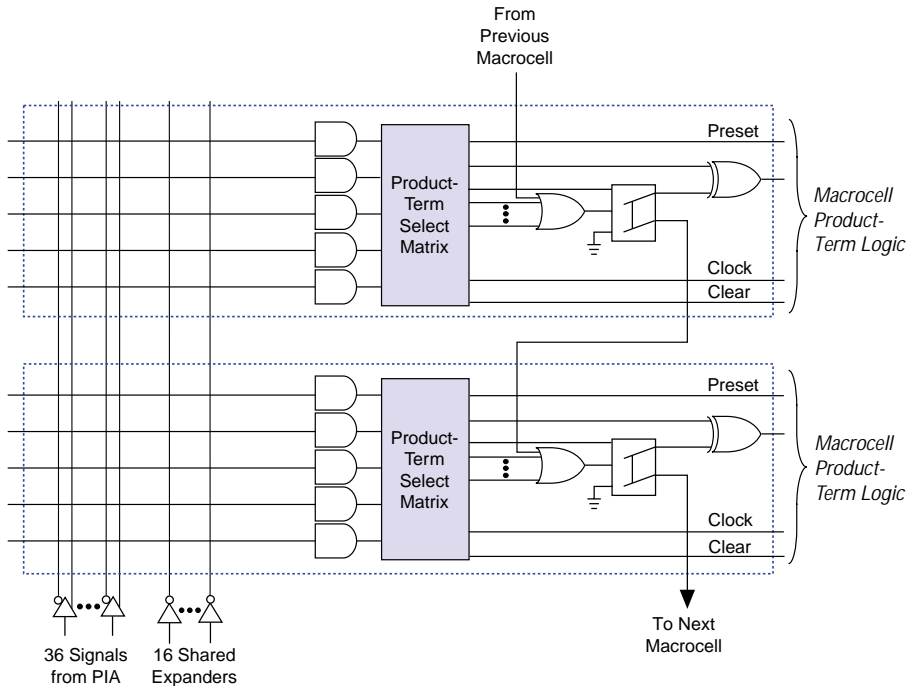 From
Previous
Macrocell
Preset
Product-
Term
Select
Matrix
Macrocell
Product-
Term Logic
Clock
Clear
Preset
Product-
Term
Select
Matrix
Macrocell
Product-
Term Logic
Clock
Clear
36 Signals
from PIA
16 Shared
Expanders
To Next
Macrocell